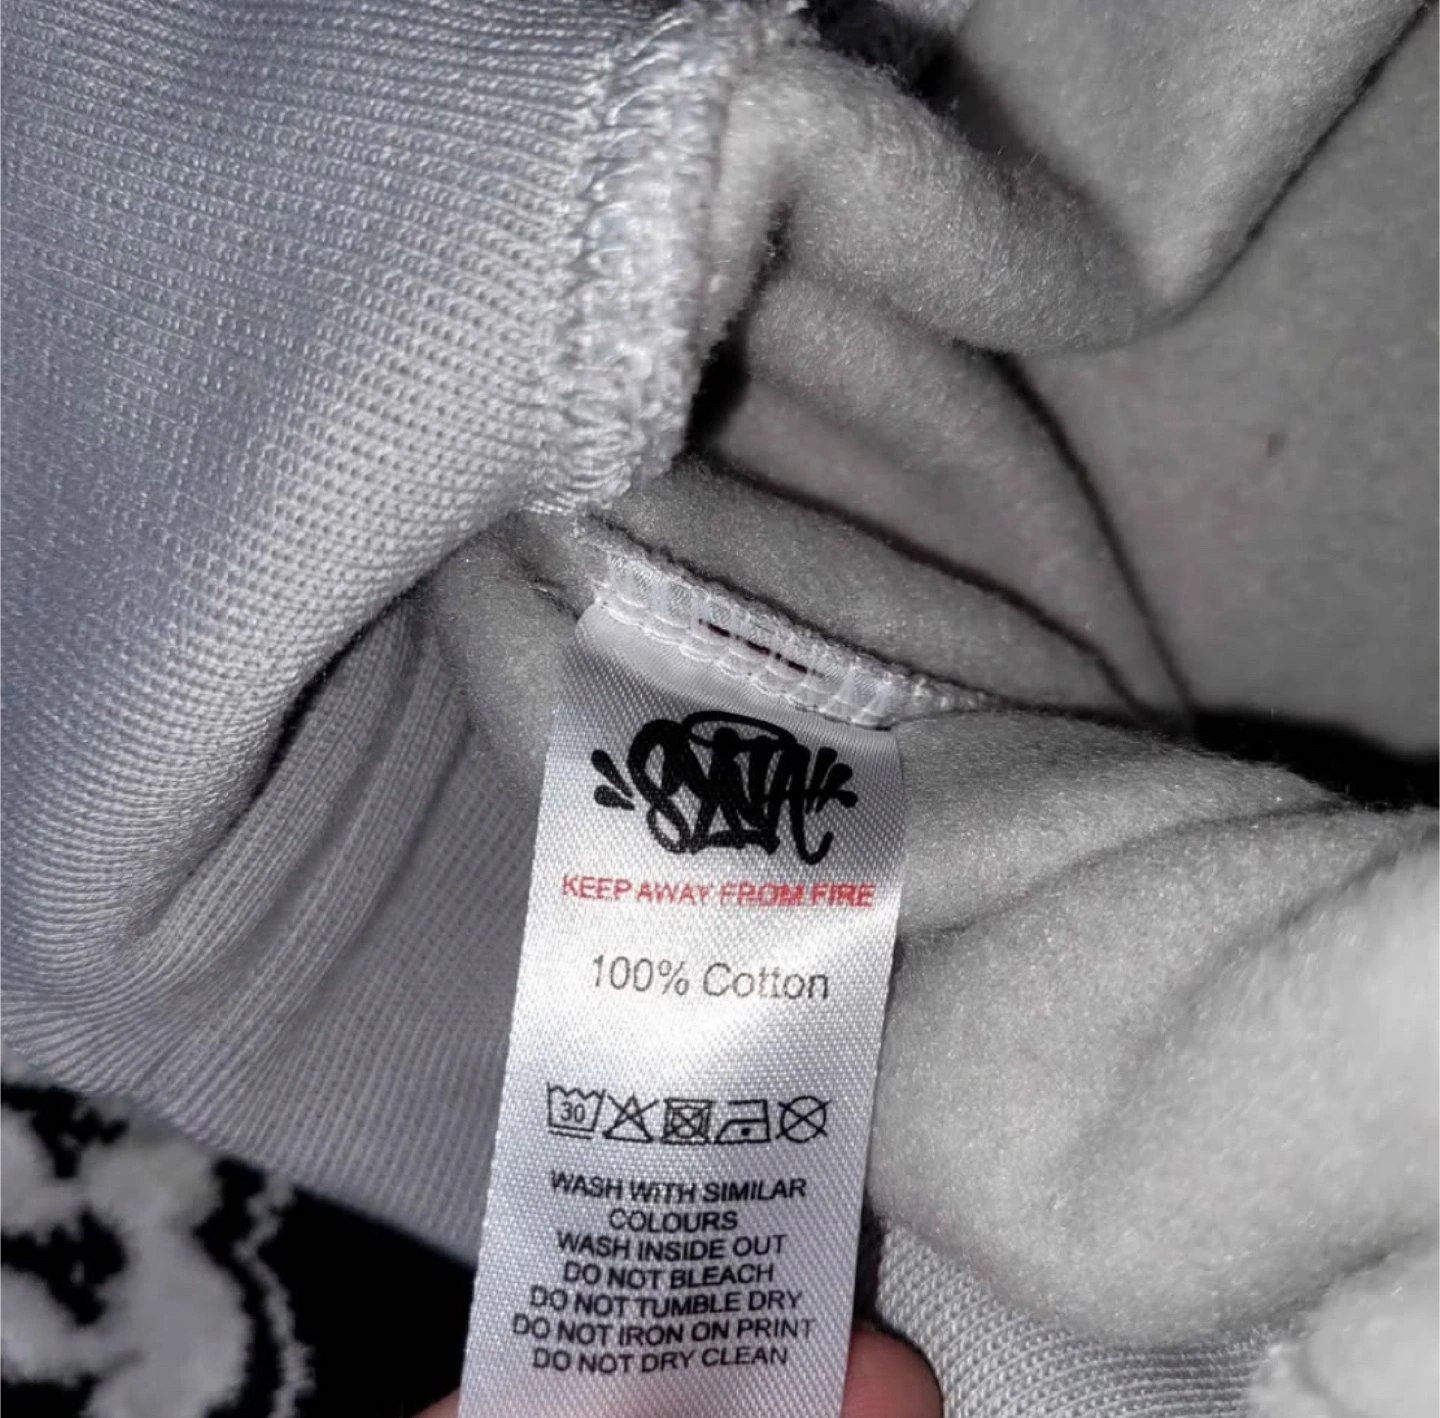 SYNA
KEEP AWAY FROM FIRE
100% Cotton
30
WASH WITH SIMILAR
COLOURS
WASH INSIDE OUT
DO NOT BLEACH
DO NOT TUMBLE DRY
DO NOT IRON ON PRINT
DO NOT DRY CLEAN